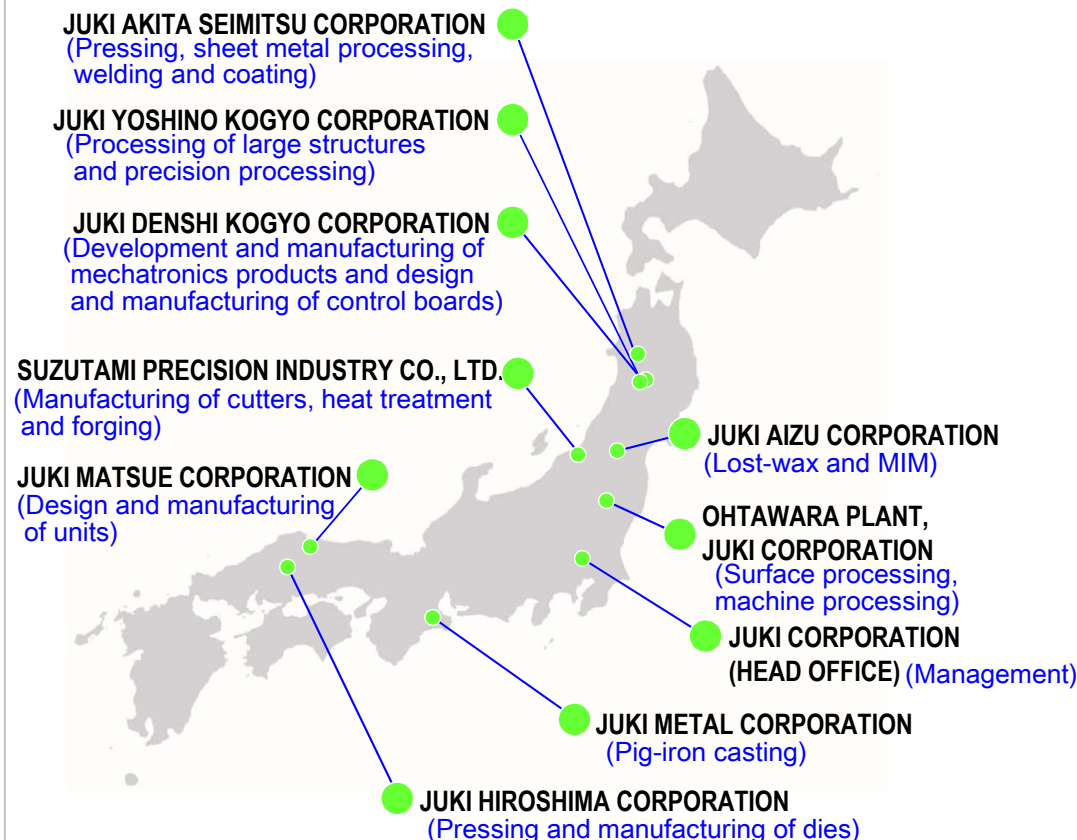 JUKI AKITA SEIMITSU CORPORATION
(Pressing, sheet metal processing,
welding and coating)
JUKI YOSHINO KOGYO CORPORATION
(Processing of large structures
and precision processing)
JUKI DENSHI KOGYO CORPORATION
(Development and manufacturing of
mechatronics products and design
and manufacturing of control boards)
SUZUTAMI PRECISION INDUSTRY CO., LTD.
(Manufacturing of cutters, heat treatment
and forging)
JUKI MATSUE CORPORATION
(Design and manufacturing
of units)
JUKI AIZU CORPORATION
(Lost-wax and MIM)
OHTAWARA PLANT,
JUKI CORPORATION
(Surface processing,
machine processing)
JUKI CORPORATION
(HEAD OFFICE) (Management)
JUKI METAL CORPORATION
(Pig-iron casting)
JUKI HIROSHIMA CORPORATION
(Pressing and manufacturing of dies)